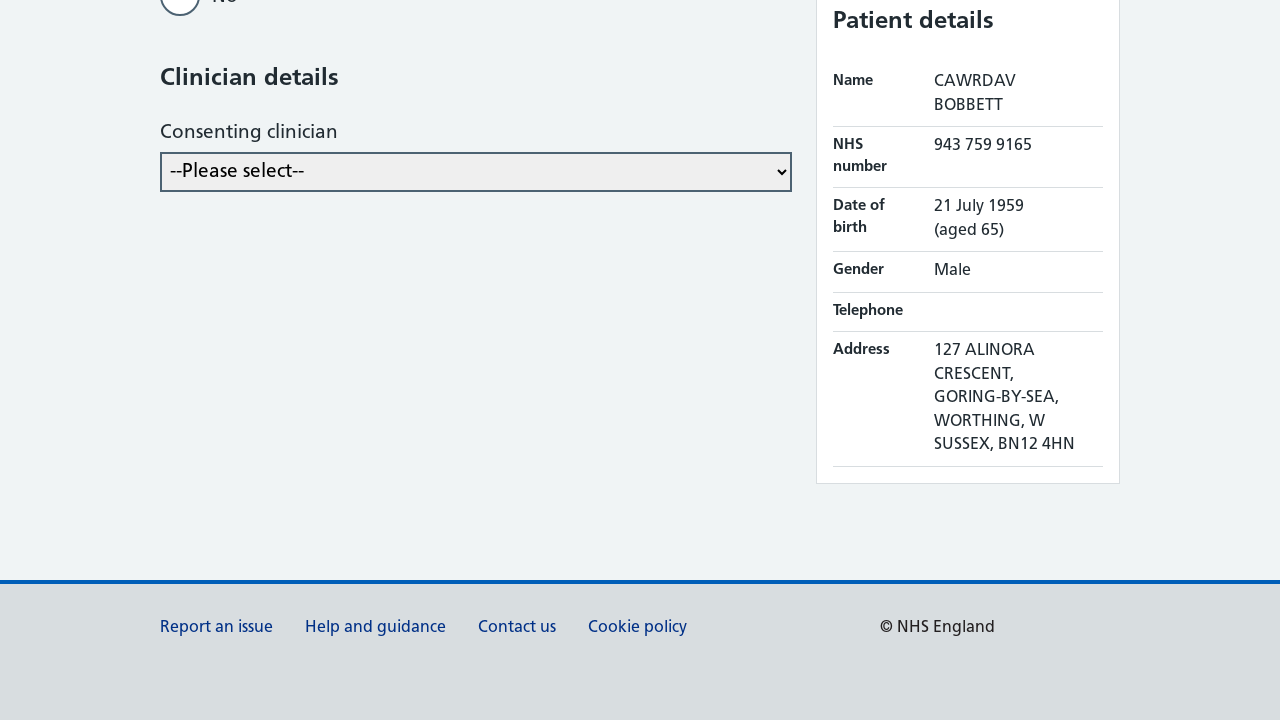 No
Clinician details
Consenting clinician
--Please select--
Patient details
Name
CAWRDAV
BOBBETT
NHS
number
943 759 9165
Date of
birth
21 July 1959
(aged 65)
Gender
Male
Telephone
Address
127 ALINORA
CRESCENT,
GORING-BY-SEA,
WORTHING, W
SUSSEX, BN12 4HN
Report an issue
Help and guidance
Contact us
Cookie policy
© NHS England